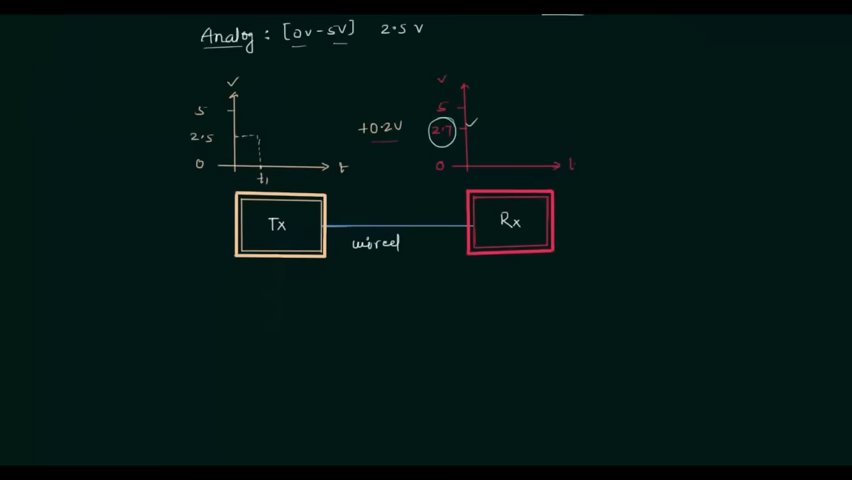 Analog : [0V-5V] 2.5 V
V
5
2.5
0
t₁
t
+0.2V
V
5
2.7
0
t
Tx
wired
Rx